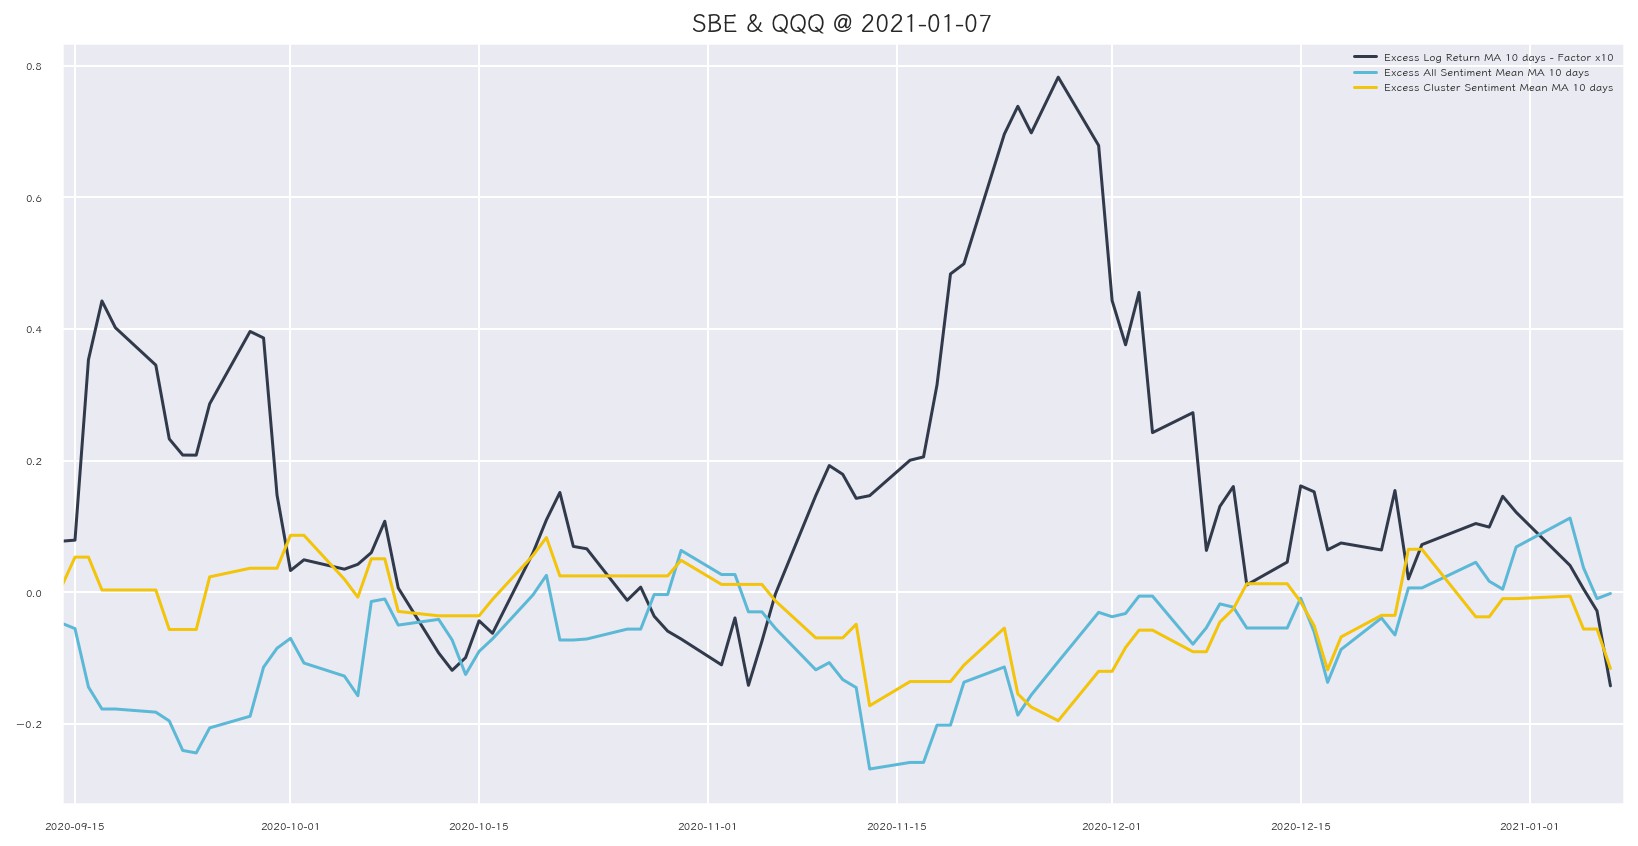 SBE & QQQ @ 2021-01-07
Excess Log Return MA 10 days - Factor x10
Excess All Sentiment Mean MA 10 days
Excess Cluster Sentiment Mean MA 10 days
0.8
0.6
0.4
0.2
0.0
−0.2
2020-09-15 2020-10-01 2020-10-15 2020-11-01 2020-11-15 2020-12-01 2020-12-15 2021-01-01